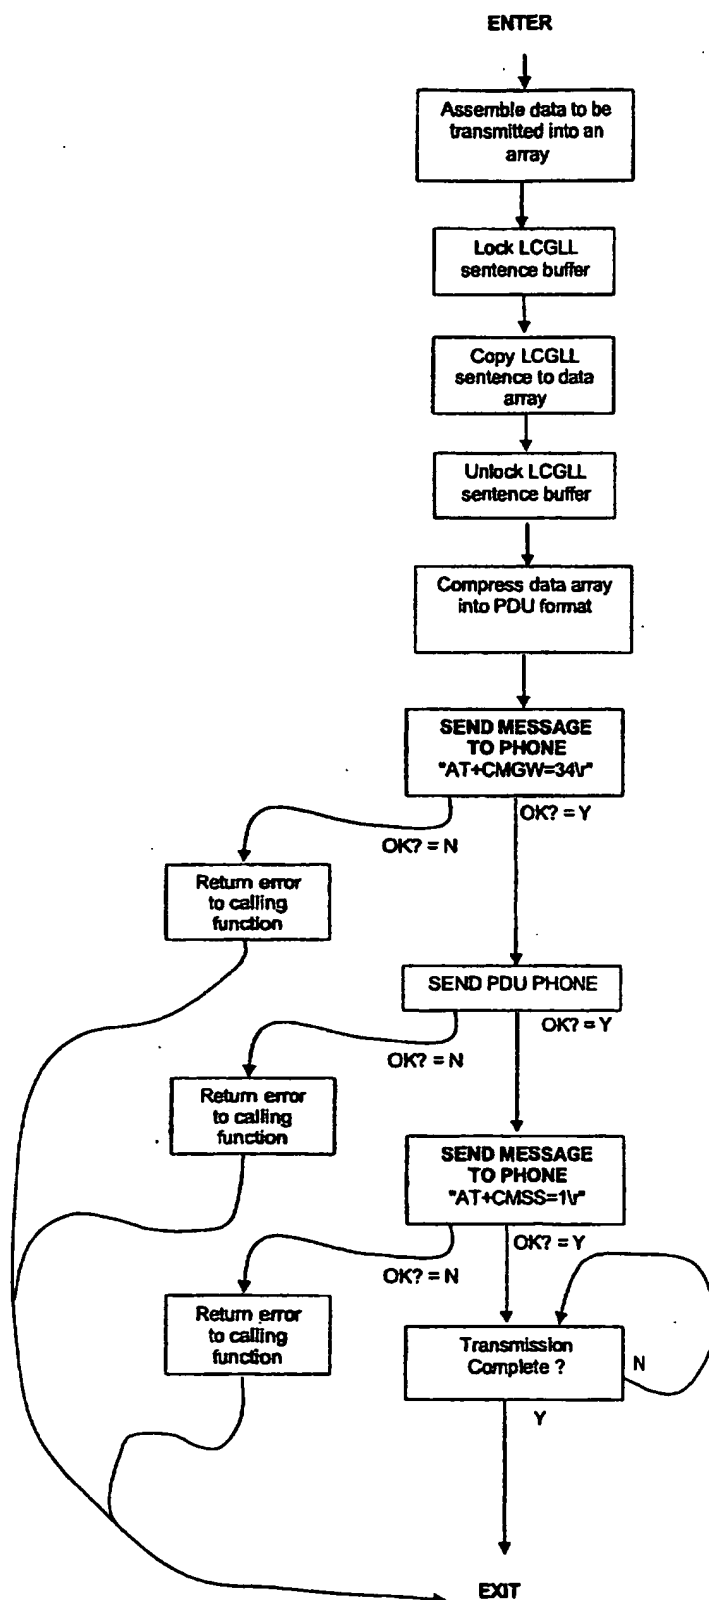 ENTER
Assemble data to be
transmitted into an
array
Lock LCGLL
sentence buffer
Copy LCGLL
sentence to data
array
Unlock LCGLL
sentence buffer
Compress data array
into PDU format
SEND MESSAGE
TO PHONE
"AT+CMGW=34\r"
OK? = Y
OK? = N
Return error
to calling
function
SEND PDU PHONE
OK? = Y
OK? = N
Return error
to calling
function
SEND MESSAGE
TO PHONE
"AT+CMSS=1\r"
OK? = Y
OK? = N
Return error
to calling
function
Transmission
Complete ?
N
Y
EXIT